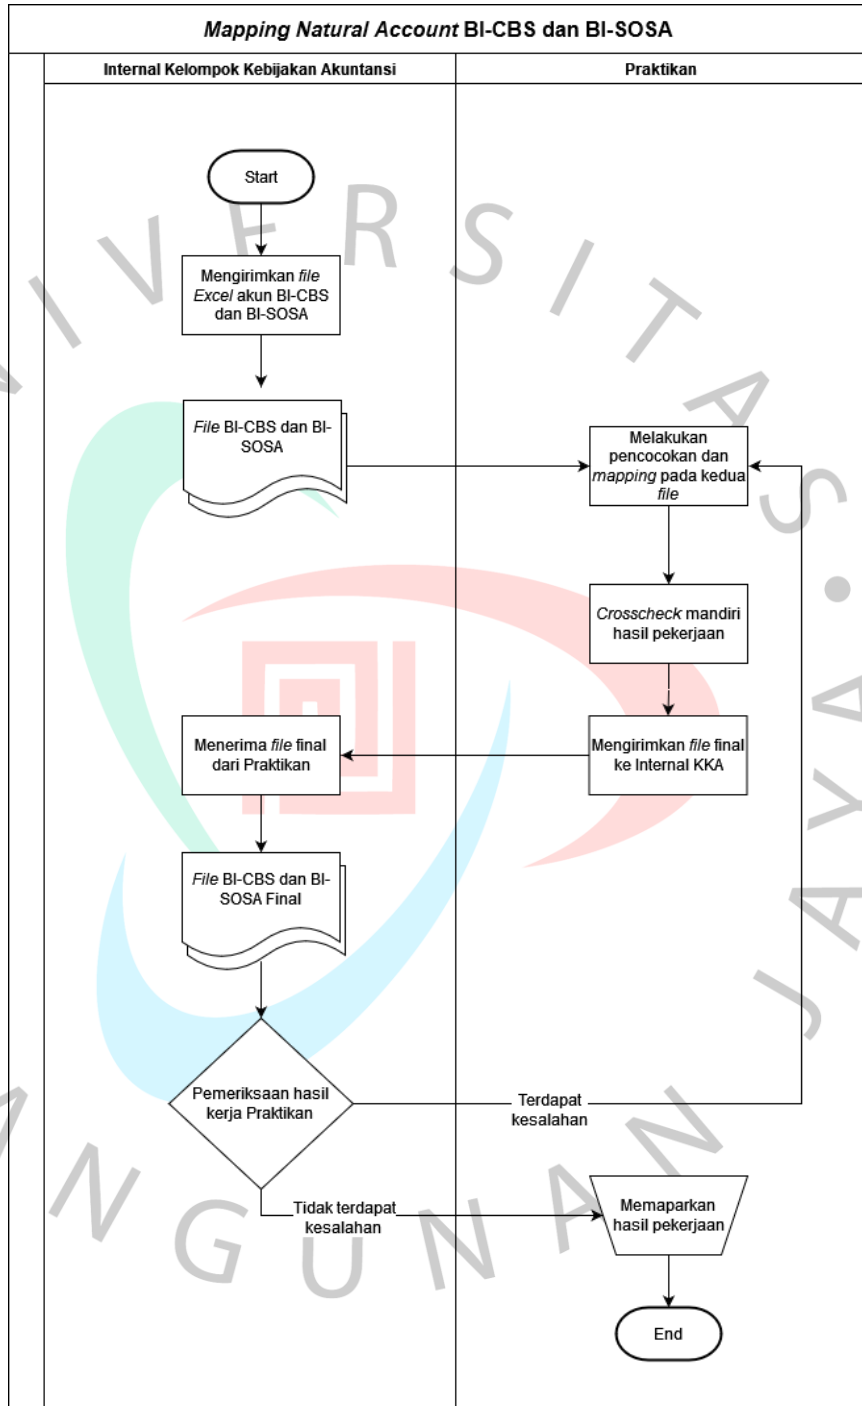 Mapping Natural Account BI-CBS dan BI-SOSA
Internal Kelompok Kebijakan Akuntansi
Praktikan
Start
Mengirimkan file
Excel akun BI-CBS
dan BI-SOSA
File BI-CBS dan BI-
SOSA
Melakukan
pencocokan dan
mapping pada kedua
file
Crosscheck mandiri
hasil pekerjaan
Mengirimkan file final
ke Internal KKA
Menerima file final
dari Praktikan
File BI-CBS dan BI-
SOSA Final
Pemeriksaan hasil
kerja Praktikan
Terdapat
kesalahan
Tidak terdapat
kesalahan
Memaparkan
hasil pekerjaan
End
NIVERSITAS • JAYA
ANGUNAN